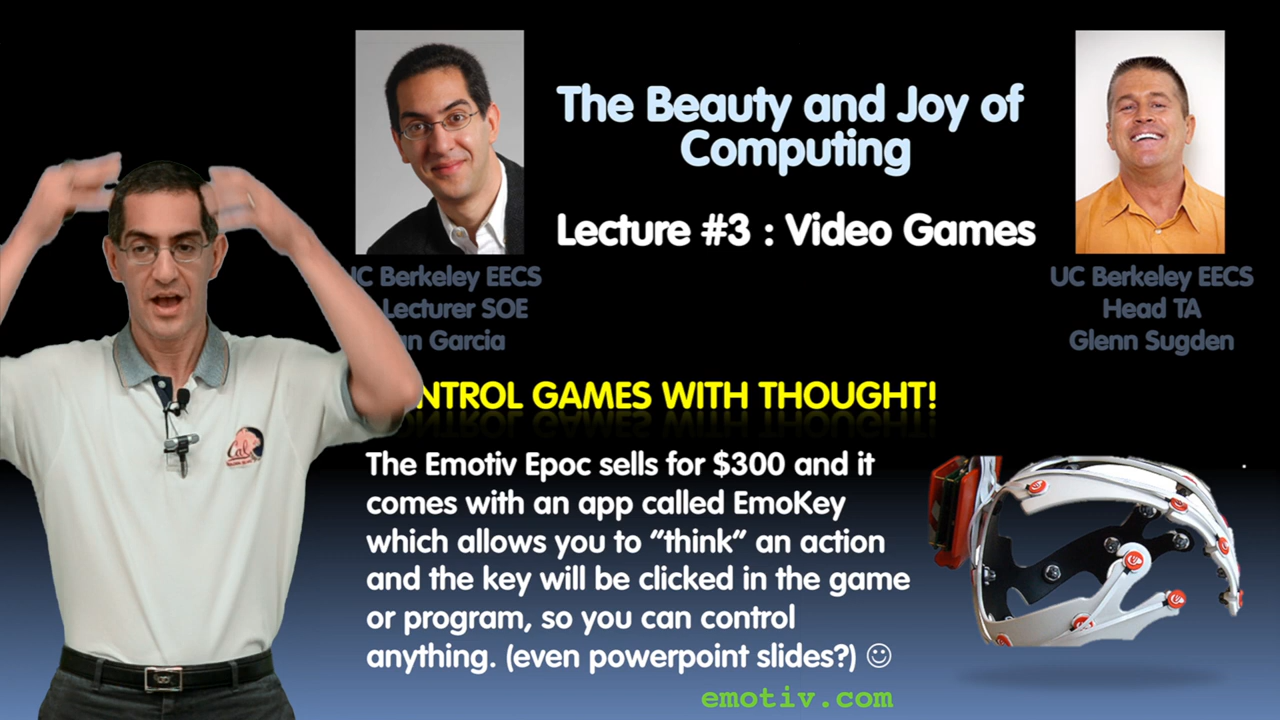 The Beauty and Joy of
Computing
Lecture #3 : Video Games
UC Berkeley EECS
Lecturer SOE
Garcia
UC Berkeley EECS
Head TA
Glenn Sugden
GAMES WITH THOUGHT!
The Emotiv Epoc sells for $300 and it
comes with an app called EmoKey
which allows you to “think” an action
and the key will be clicked in the game
or program, so you can control
anything. (even powerpoint slides?) ☺
emotiv.com
Cal